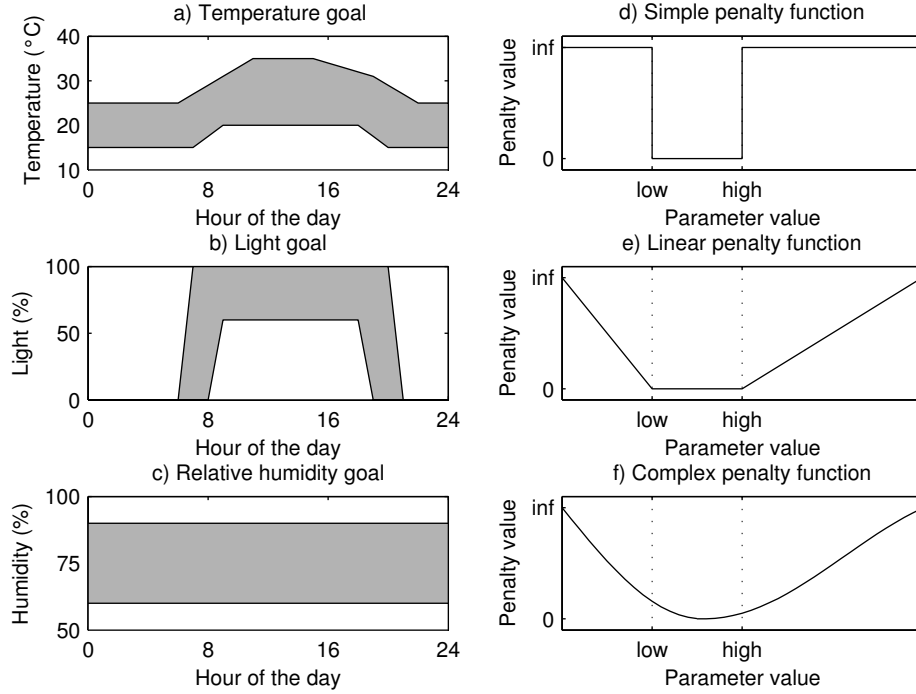 a) Temperature goal
Temperature (°C)
40
30
20
10
0
8
16
24
Hour of the day
b) Light goal
Light (%)
100
50
0
0
8
16
24
Hour of the day
c) Relative humidity goal
Humidity (%)
100
75
50
0
8
16
24
Hour of the day
d) Simple penalty function
Penalty value
inf
0
low
high
Parameter value
e) Linear penalty function
Penalty value
inf
0
low
high
Parameter value
f) Complex penalty function
Penalty value
inf
0
low
high
Parameter value